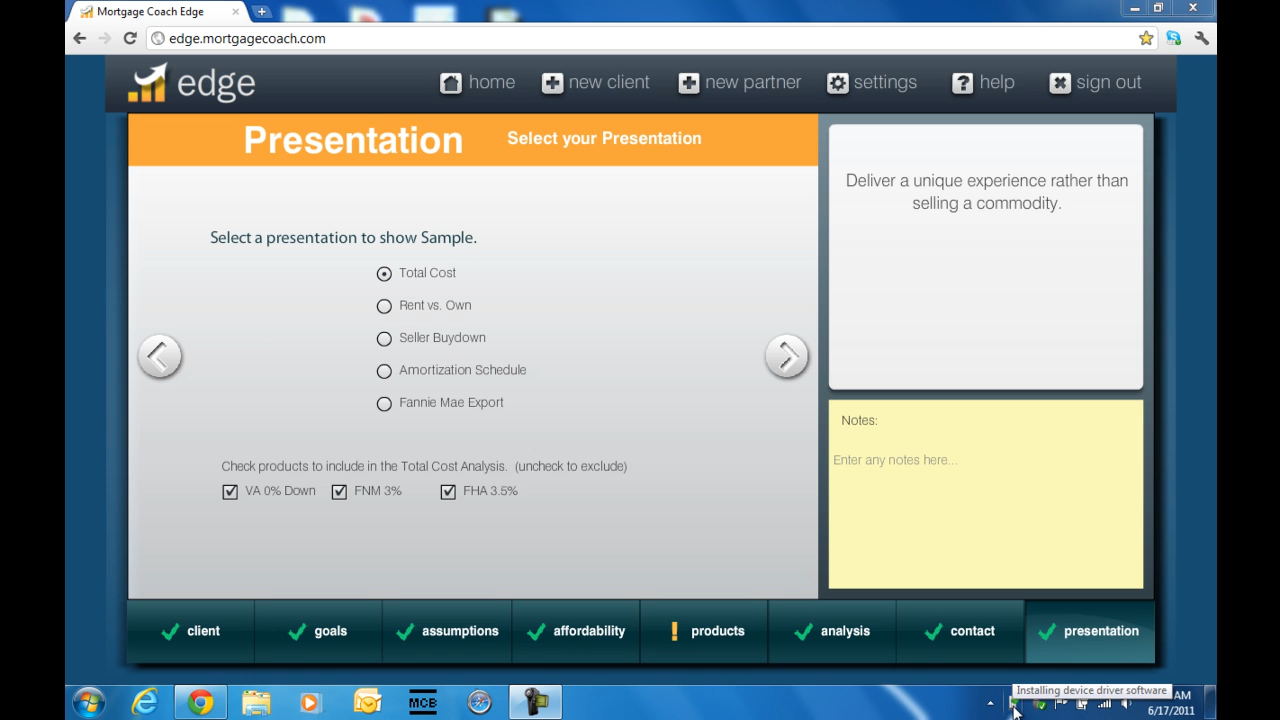 Mortgage Coach Edge
edge.mortgagecoach.com
edge
home
new client
new partner
settings
help
sign out
Presentation
Select your Presentation
Deliver a unique experience rather than
selling a commodity.
Select a presentation to show Sample.
Total Cost
Rent vs. Own
Seller Buydown
Amortization Schedule
Fannie Mae Export
Notes:
Enter any notes here...
Check products to include in the Total Cost Analysis. (uncheck to exclude)
VA 0% Down
FNM 3%
FHA 3.5%
client
goals
assumptions
affordability
! products
analysis
contact
presentation
MCB
Installing device driver software
AM
6/17/2011